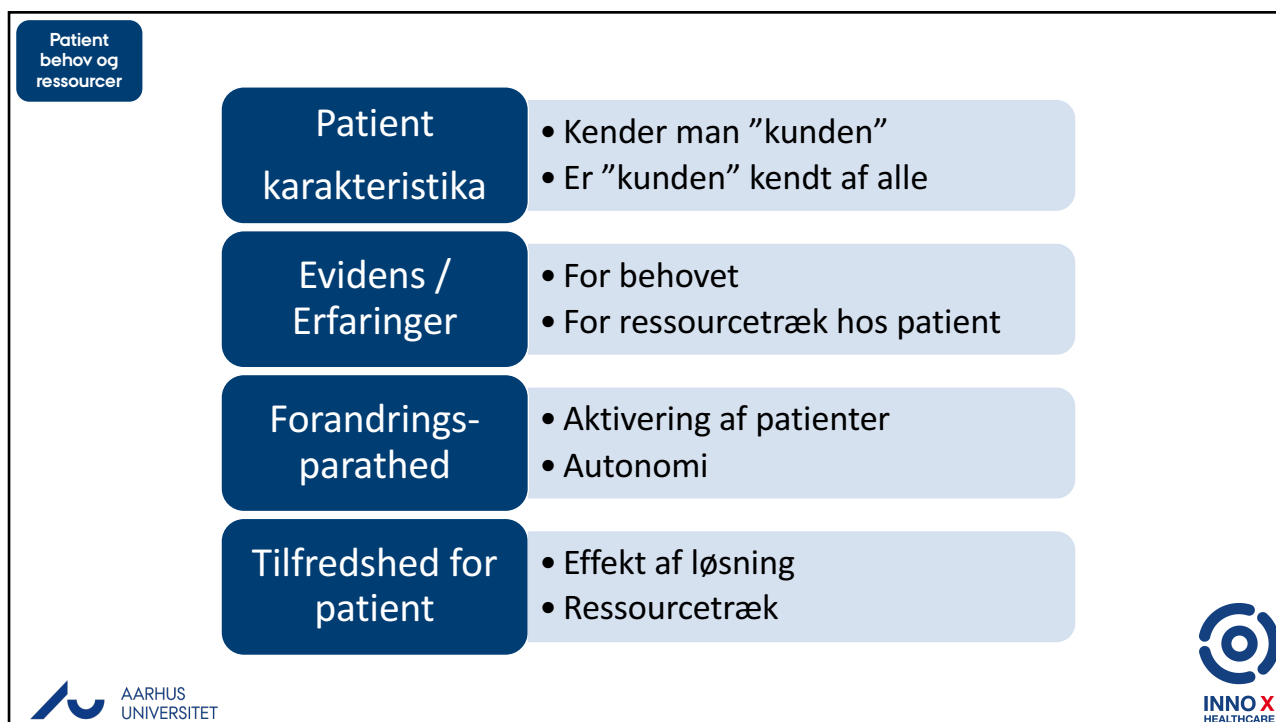 Patient
behov og
ressourcer
Patient
karakteristika
• Kender man ”kunden”
• Er ”kunden” kendt af alle
Evidens /
Erfaringer
• For behovet
• For ressourcetræk hos patient
Forandrings-
parathed
• Aktivering af patienter
• Autonomi
Tilfredshed for
patient
• Effekt af løsning
• Ressourcetræk
AARHUS
UNIVERSITET
INNO X
HEALTHCARE